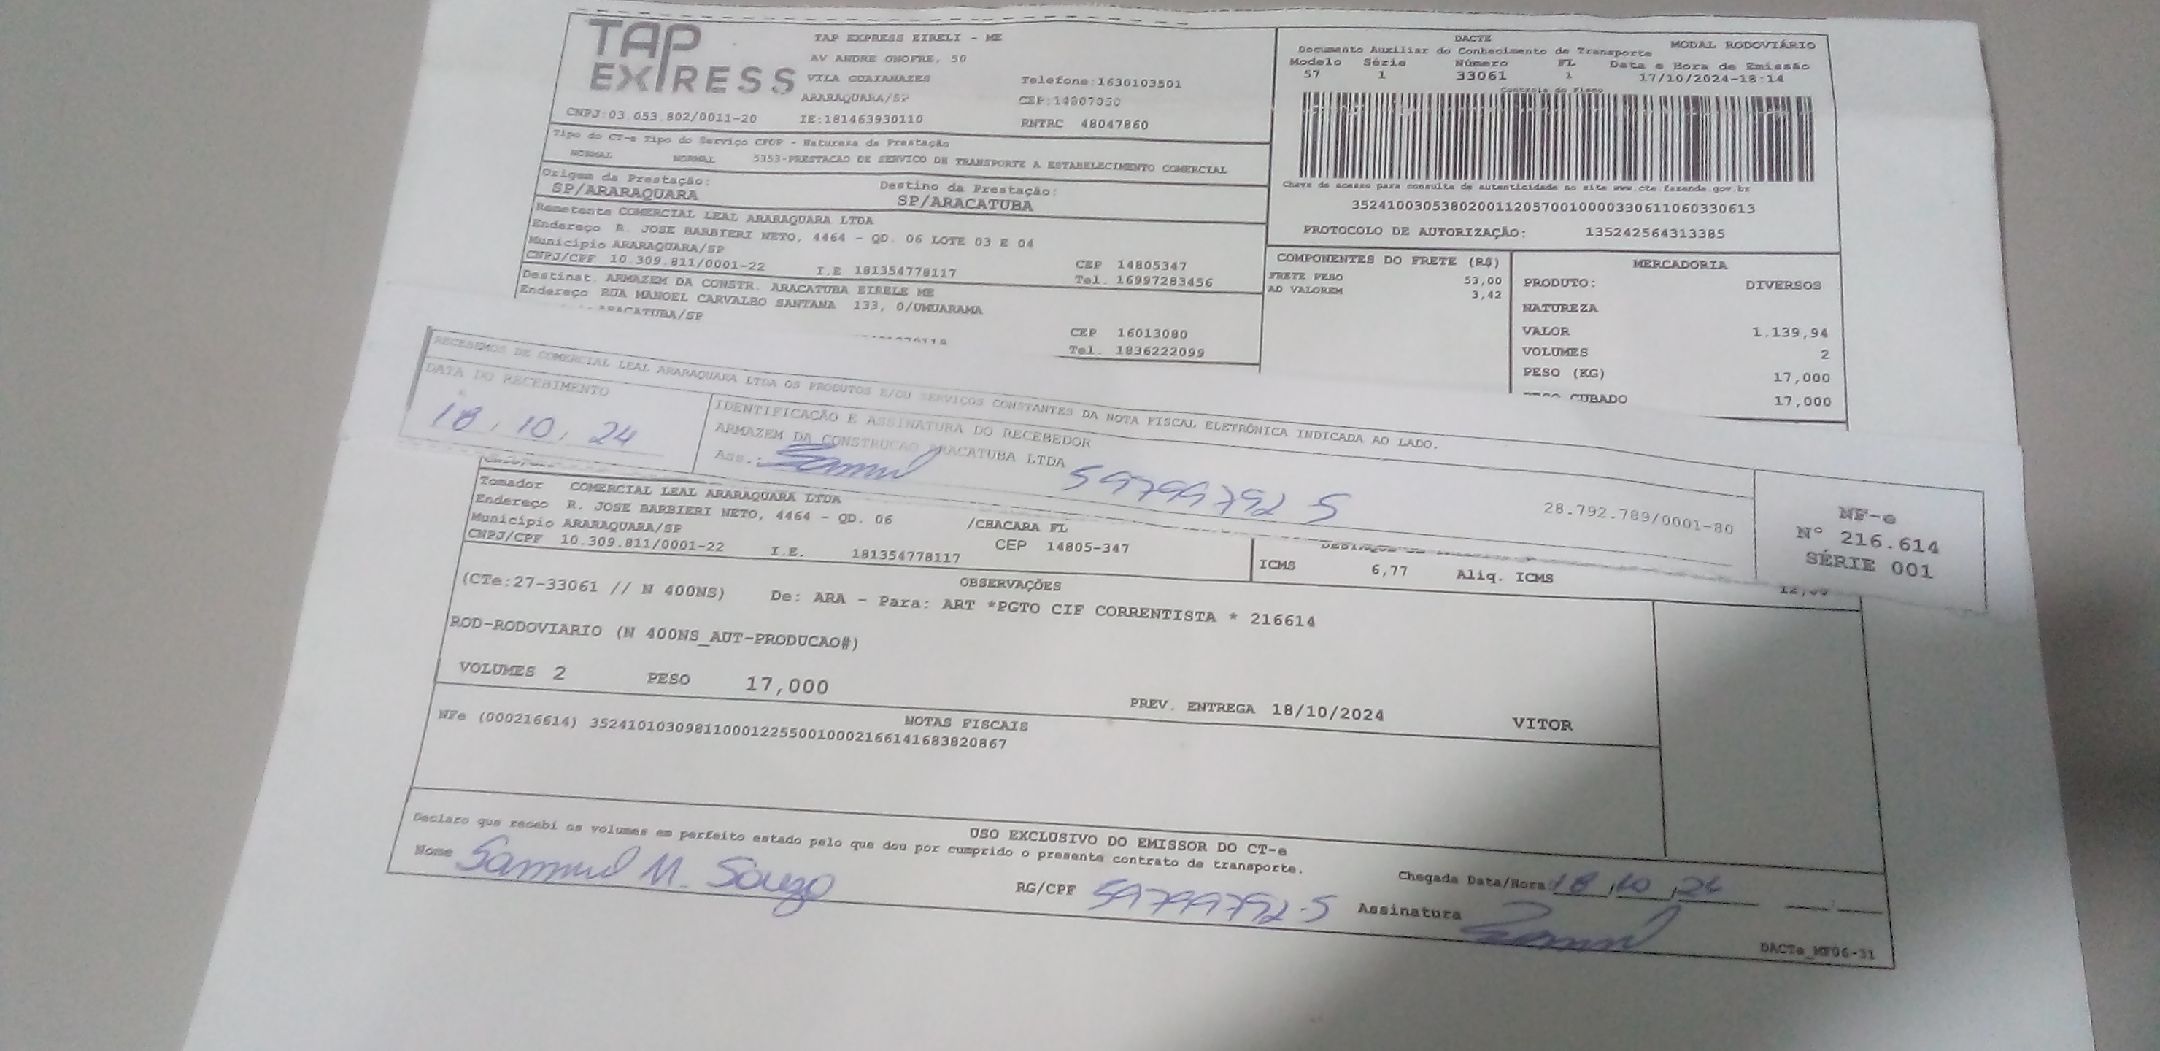 TAP EXPRESS
TAP EXPRESS EIRELI - ME
AV ANDRE ONOFRE, 50
VILA GUAIANAZES Telefone:1630103501
ARARAQUARA/SP CEP:14807050
CNPJ:03.053.802/0011-20 IE:181463930110 RNTRC 48047860
DACTE MODAL RODOVIÁRIO
Documento Auxiliar do Conhecimento de Transporte
Modelo Série Número FL Data e Hora de Emissão
57 1 33061 1 17/10/2024-18:14
Controle do Fisco
Chave de acesso para consulta de autenticidade no site www.cte.fazenda.gov.br
35241003053802001120570010000330611060330613
PROTOCOLO DE AUTORIZAÇÃO: 135242564313385
Tipo do CT-e Tipo do Serviço CFOP - Natureza da Prestação
NORMAL NORMAL 5353-PRESTACAO DE SERVICO DE TRANSPORTE A ESTABELECIMENTO COMERCIAL
Origem da Prestação: Destino da Prestação:
SP/ARARAQUARA SP/ARACATUBA
Remetente COMERCIAL LEAL ARARAQUARA LTDA
Endereço R. JOSE BARBIERI NETO, 4464 - QD. 06 LOTE 03 E 04
Município ARARAQUARA/SP CEP 14805347
CNPJ/CPF 10.309.811/0001-22 I.E 181354778117 Tel. 16997283456
Destinat. ARMAZEM DA CONSTR. ARACATUBA EIRELE ME
Endereço RUA MANOEL CARVALHO SANTANA 133, 0/UMUARAMA
ARACATUBA/SP CEP 16013080
Tel. 1836222099
COMPONENTES DO FRETE (R$)
FRETE PESO 53,00
AD VALOREM 3,42
MERCADORIA
PRODUTO: DIVERSOS
NATUREZA
VALOR 1.139,94
VOLUMES 2
PESO (KG) 17,000
CUBADO 17,000
RECEBEMOS DE COMERCIAL LEAL ARARAQUARA LTDA OS PRODUTOS E/OU SERVIÇOS CONSTANTES DA NOTA FISCAL ELETRÔNICA INDICADA AO LADO.
DATA DO RECEBIMENTO
18, 10, 24
IDENTIFICAÇÃO E ASSINATURA DO RECEBEDOR
ARMAZEM DA CONSTRUCAO ARACATUBA LTDA
Ass.: 59799792 5 28.792.789/0001-80
NF-e
Nº 216.614
SÉRIE 001
Tomador COMERCIAL LEAL ARARAQUARA LTDA
Endereço R. JOSE BARBIERI NETO, 4464 - QD. 06 /CHACARA FL
Município ARARAQUARA/SP CEP 14805-347
CNPJ/CPF 10.309.811/0001-22 I.E. 181354778117
ICMS 6,77 Aliq. ICMS
OBSERVAÇÕES
(CTe:27-33061 // N 400NS) De: ARA - Para: ART *PGTO CIF CORRENTISTA * 216614
ROD-RODOVIARIO (N 400NS_AUT-PRODUCAO#)
VOLUMES 2 PESO 17,000 PREV. ENTREGA 18/10/2024 VITOR
NOTAS FISCAIS
NFe (000216614) 35241010309811000122550010002166141683820867
USO EXCLUSIVO DO EMISSOR DO CT-e
Declaro que recebi os volumes em perfeito estado pelo que dou por cumprido o presente contrato de transporte.
Nome Samuel M. Souza RG/CPF 59799792-5 Chegada Data/Hora 18, 10, 24
Assinatura
DACTe_MF06-31